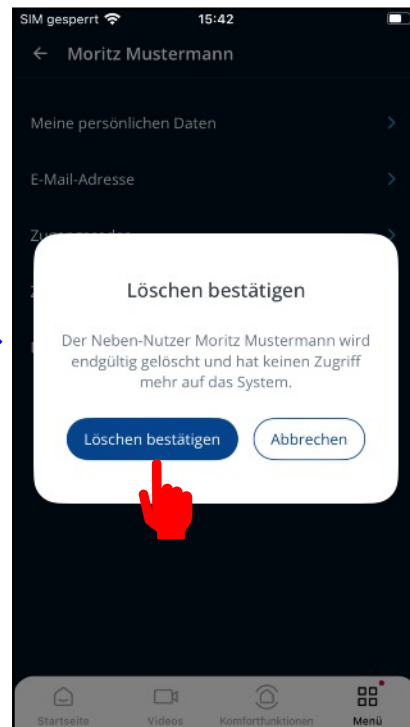 SIM gesperrt 15:42
Moritz Mustermann
Meine persönlichen Daten
E-Mail-Adresse
Löschen bestätigen
Der Neben-Nutzer Moritz Mustermann wird
endgültig gelöscht und hat keinen Zugriff
mehr auf das System.
Löschen bestätigen Abbrechen
Startseite Videos Komfortfunktionen Menü